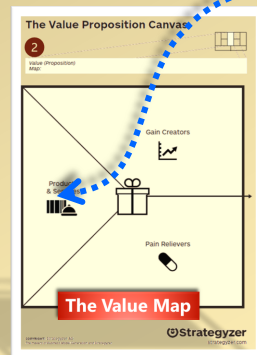 The Value Proposition Canvas
2
Value (Proposition)
Map:
Gain Creators
Products
& Services
Pain Relievers
The Value Map
Strategyzer
strategyzer.com